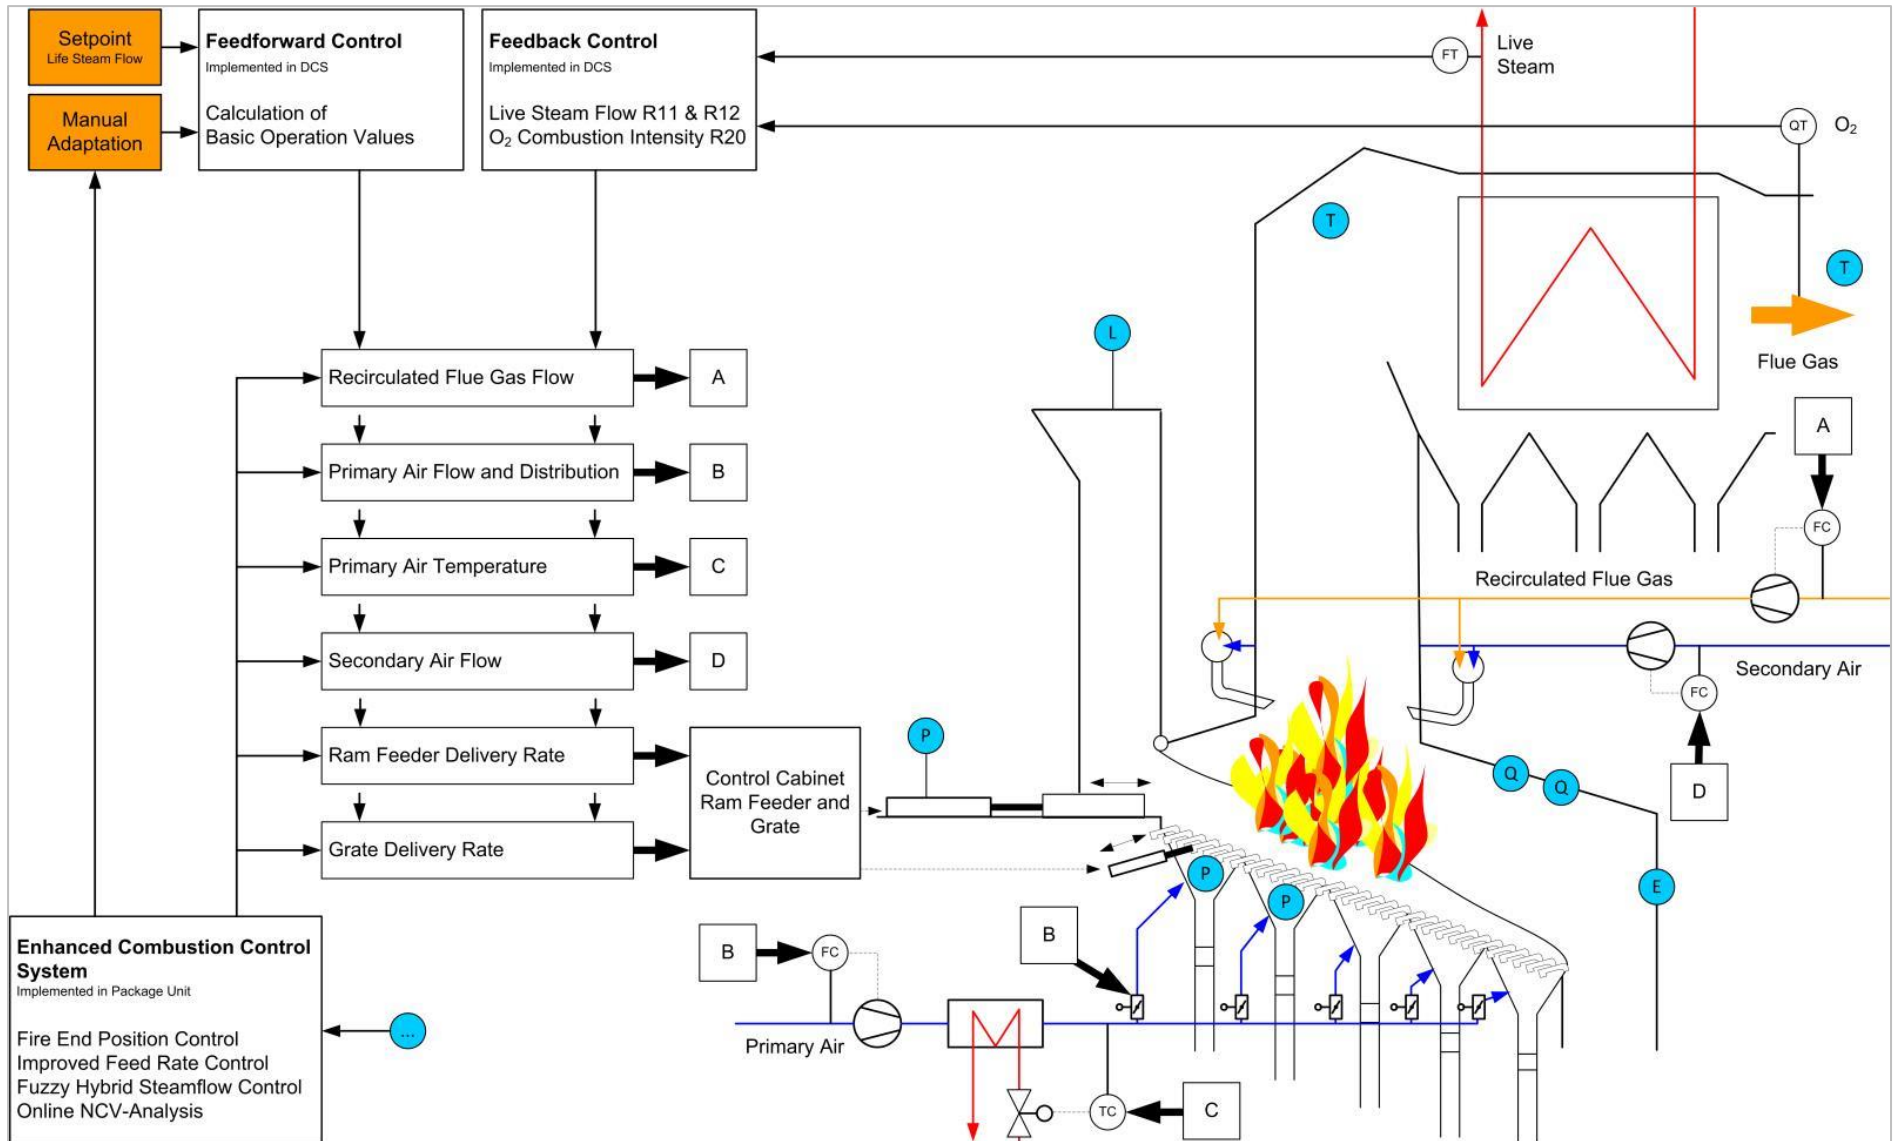 Setpoint
Life Steam Flow
Manual
Adaptation
Feedforward Control
Implemented in DCS
Calculation of
Basic Operation Values
Feedback Control
Implemented in DCS
Live Steam Flow R11 & R12
O₂ Combustion Intensity R20
FT
Live
Steam
QT
O₂
T
T
Flue Gas
L
Recirculated Flue Gas Flow
A
Primary Air Flow and Distribution
B
Primary Air Temperature
C
Secondary Air Flow
D
Ram Feeder Delivery Rate
Grate Delivery Rate
Control Cabinet
Ram Feeder and
Grate
A
FC
Recirculated Flue Gas
Secondary Air
FC
D
P
Q
Q
E
P
P
B
FC
B
Primary Air
TC
C
Enhanced Combustion Control
System
Implemented in Package Unit
Fire End Position Control
Improved Feed Rate Control
Fuzzy Hybrid Steamflow Control
Online NCV-Analysis
...